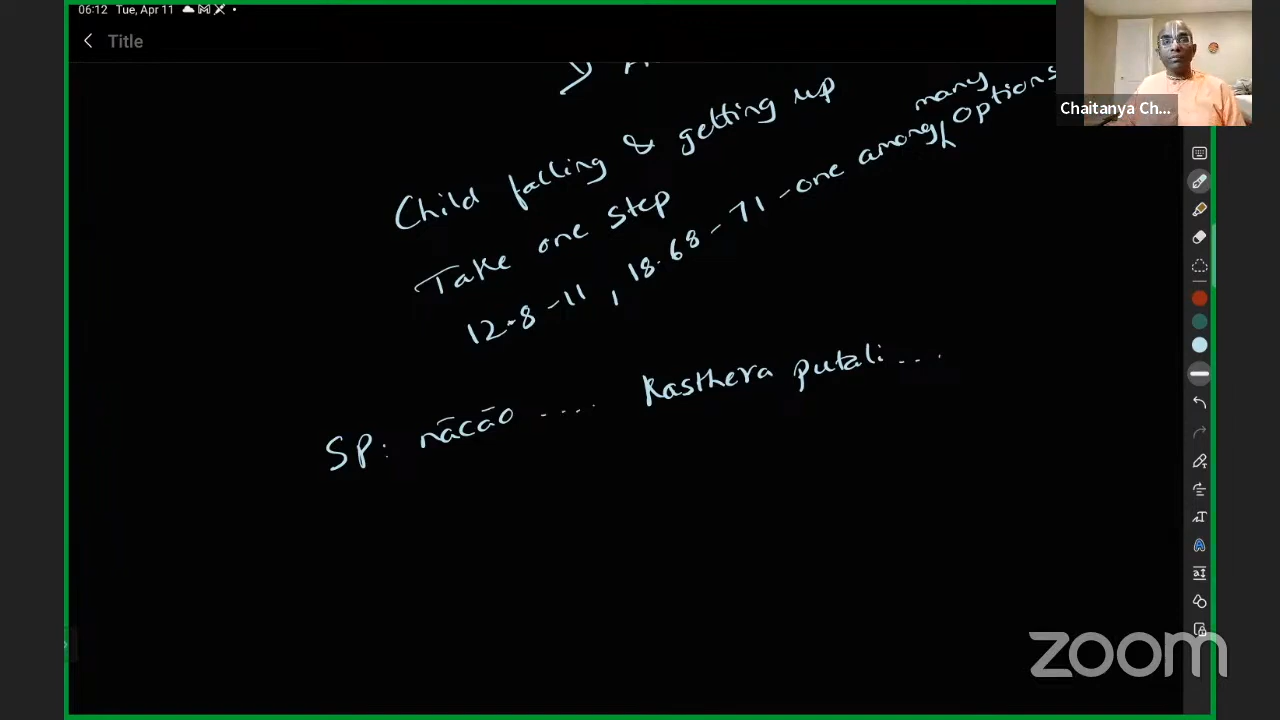 06:12 Tue, Apr 11
Title
Chaitanya Ch...
Child falling & getting up
Take one step
12.8-11, 18.68-71 - one among many options
SP: nācāo .... Kasthera putali ...
zoom